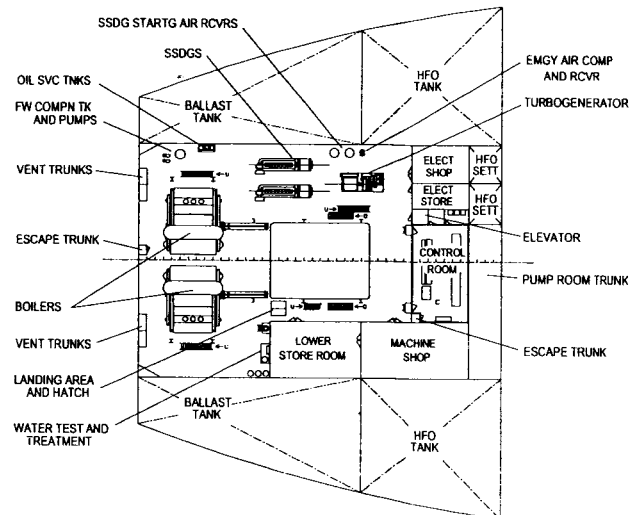 SSDG STARTG AIR RCVRS
SSDGS
OIL SVC TNKS
FW COMPN TK
AND PUMPS
VENT TRUNKS
ESCAPE TRUNK
BOILERS
VENT TRUNKS
LANDING AREA
AND HATCH
WATER TEST AND
TREATMENT
BALLAST
TANK
HFO
TANK
EMGY AIR COMP
AND RCVR
TURBOGENERATOR
ELECT
SHOP
HFO
SETT
ELECT
STORE
HFO
SETT
ELEVATOR
CONTROL
ROOM
C
PUMP ROOM TRUNK
ESCAPE TRUNK
LOWER
STORE ROOM
MACHINE
SHOP
BALLAST
TANK
HFO
TANK
U
U
U
U